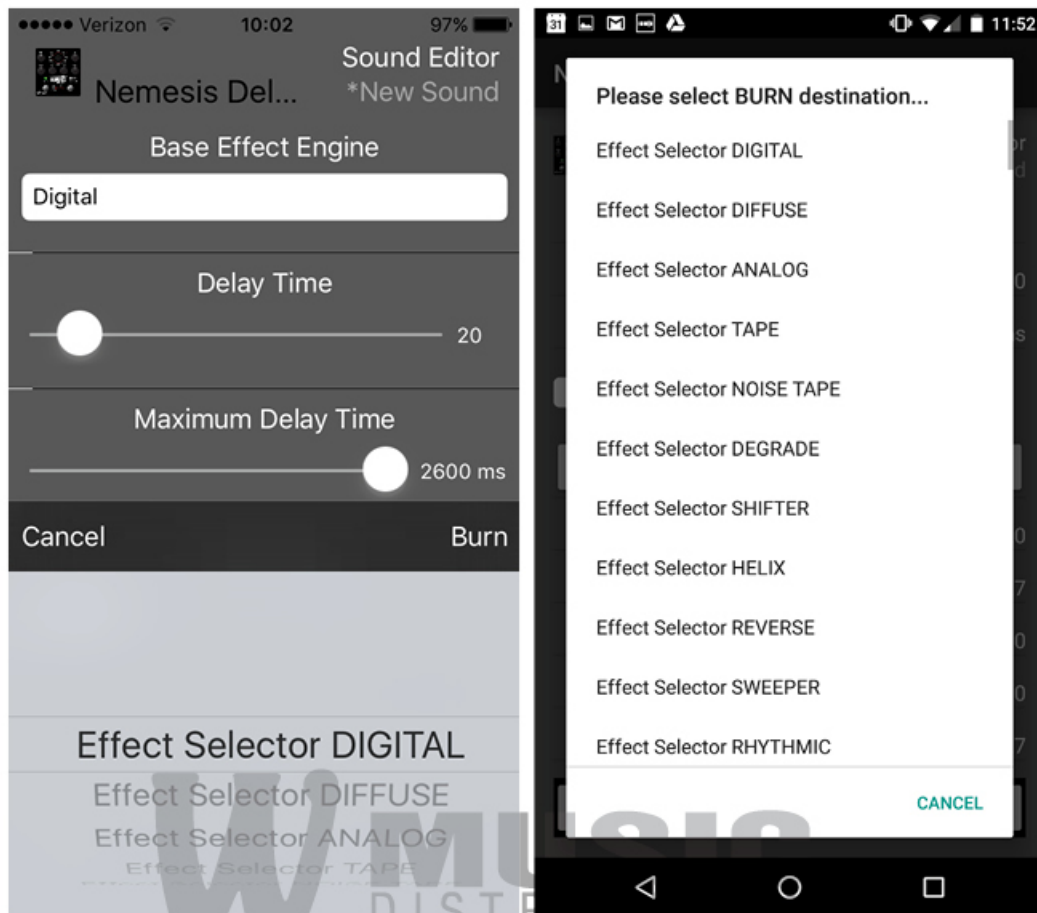 Verizon 10:02 97%
Sound Editor
Nemesis Del... *New Sound
Base Effect Engine
Digital
Delay Time
20
Maximum Delay Time
2600 ms
Cancel Burn
Effect Selector DIGITAL
Effect Selector DIFFUSE
Effect Selector ANALOG
Effect Selector TAPE
31 11:52
Please select BURN destination...
Effect Selector DIGITAL
Effect Selector DIFFUSE
Effect Selector ANALOG
Effect Selector TAPE
Effect Selector NOISE TAPE
Effect Selector DEGRADE
Effect Selector SHIFTER
Effect Selector HELIX
Effect Selector REVERSE
Effect Selector SWEEPER
Effect Selector RHYTHMIC
CANCEL
W MUSIC